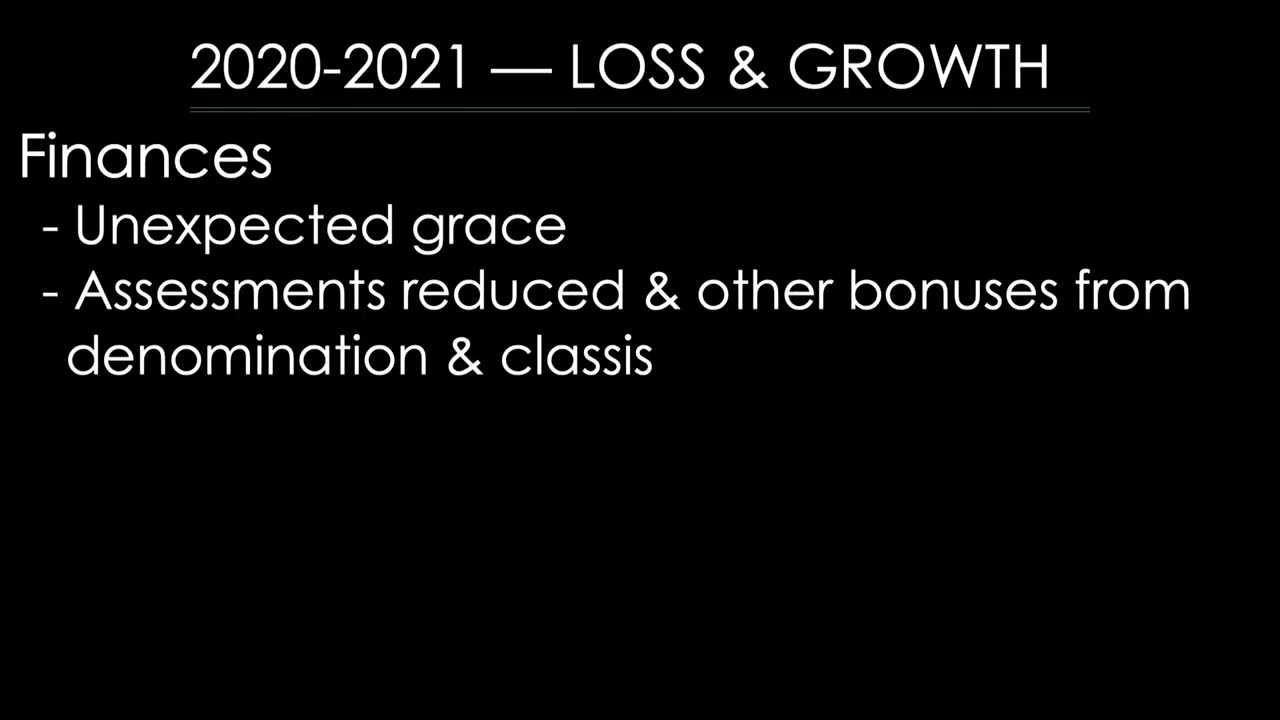 2020-2021 — LOSS & GROWTH
Finances
- Unexpected grace
- Assessments reduced & other bonuses from
denomination & classis